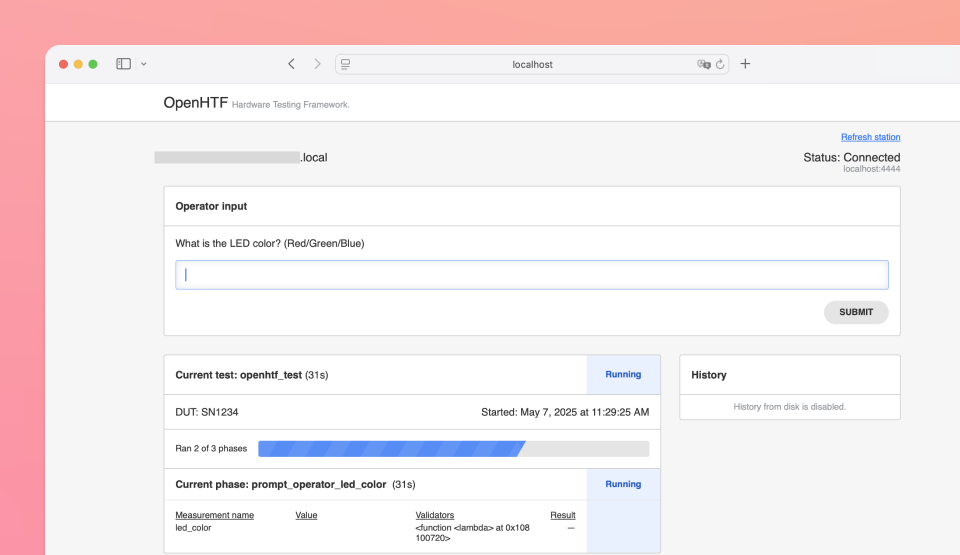 localhost
OpenHTF Hardware Testing Framework.
Refresh station
.local
Status: Connected
localhost:4444
Operator input
What is the LED color? (Red/Green/Blue)
SUBMIT
Current test: openhtf_test (31s)
Running
History
DUT: SN1234
Started: May 7, 2025 at 11:29:25 AM
History from disk is disabled.
Ran 2 of 3 phases
Current phase: prompt_operator_led_color (31s)
Running
Measurement name Value Validators Result
led_color <function <lambda> at 0x108 —
100720>